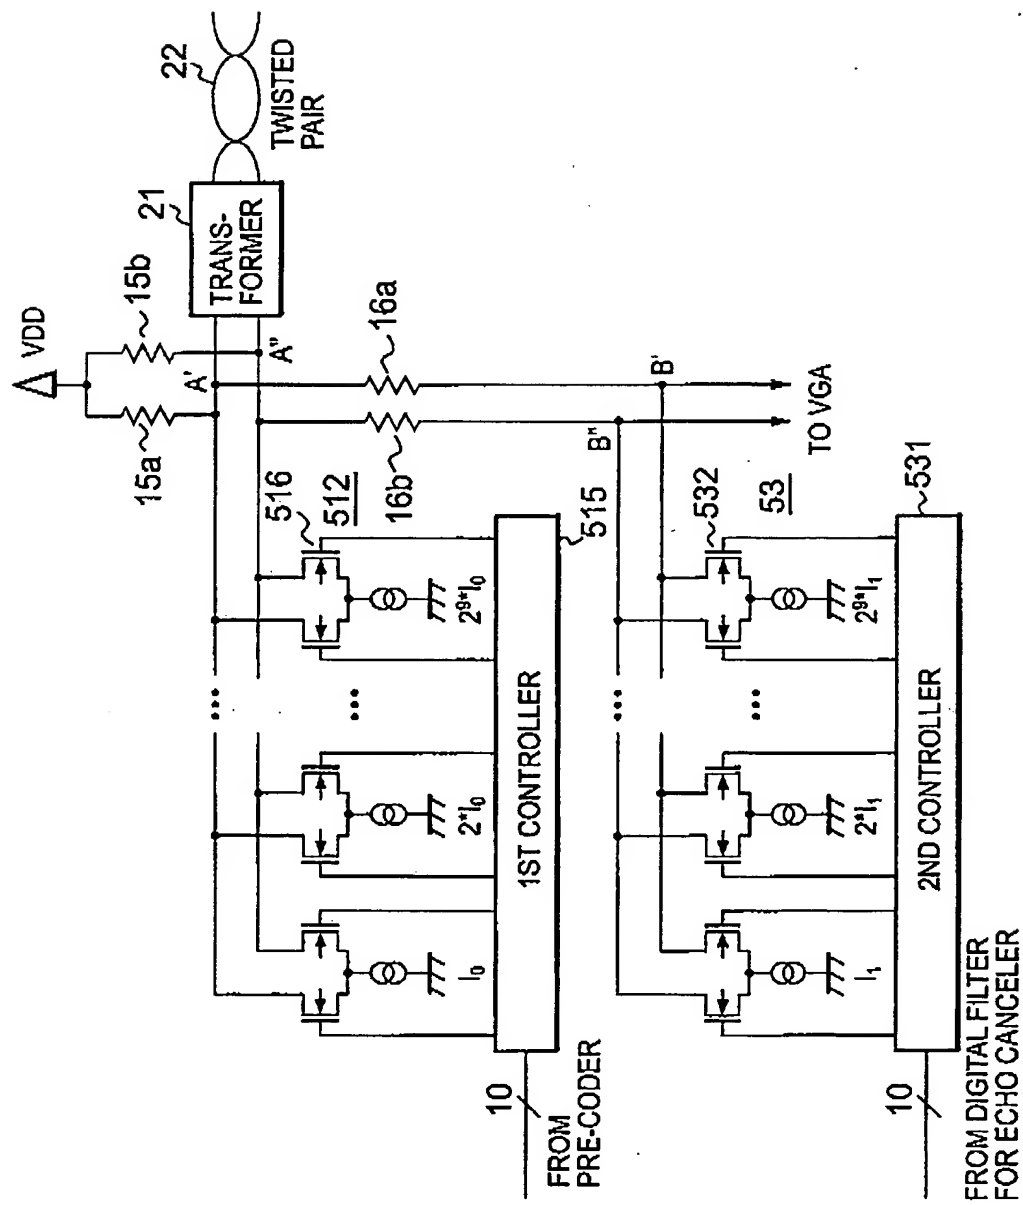 VDD
15a
15b
21
22
TRANS-
FORMER
TWISTED
PAIR
A'
A"
16a
16b
B'
B"
TO VGA
516
512
I0
2*I0
2^9*I0
...
...
1ST CONTROLLER
515
10
FROM
PRE-CODER
532
53
I1
2*I1
2^9*I1
...
...
2ND CONTROLLER
531
10
FROM DIGITAL FILTER
FOR ECHO CANCELER